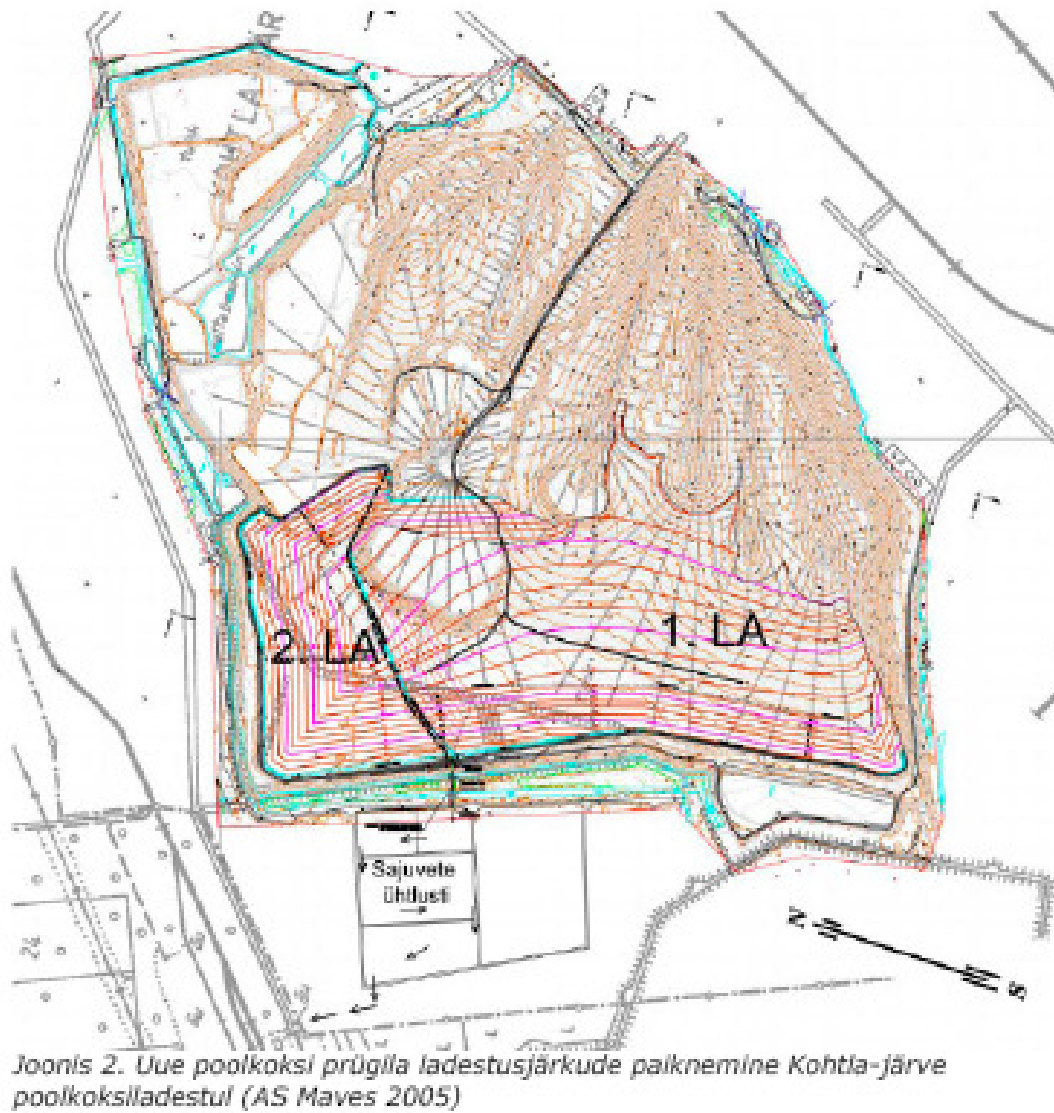 2. LA
1. LA
Sajuvete
ühtlusti
N
S
24
Joonis 2. Uue poolkoksi prügila ladestusjärkude paiknemine Kohtla-järve
poolkoksiladestul (AS Maves 2005)